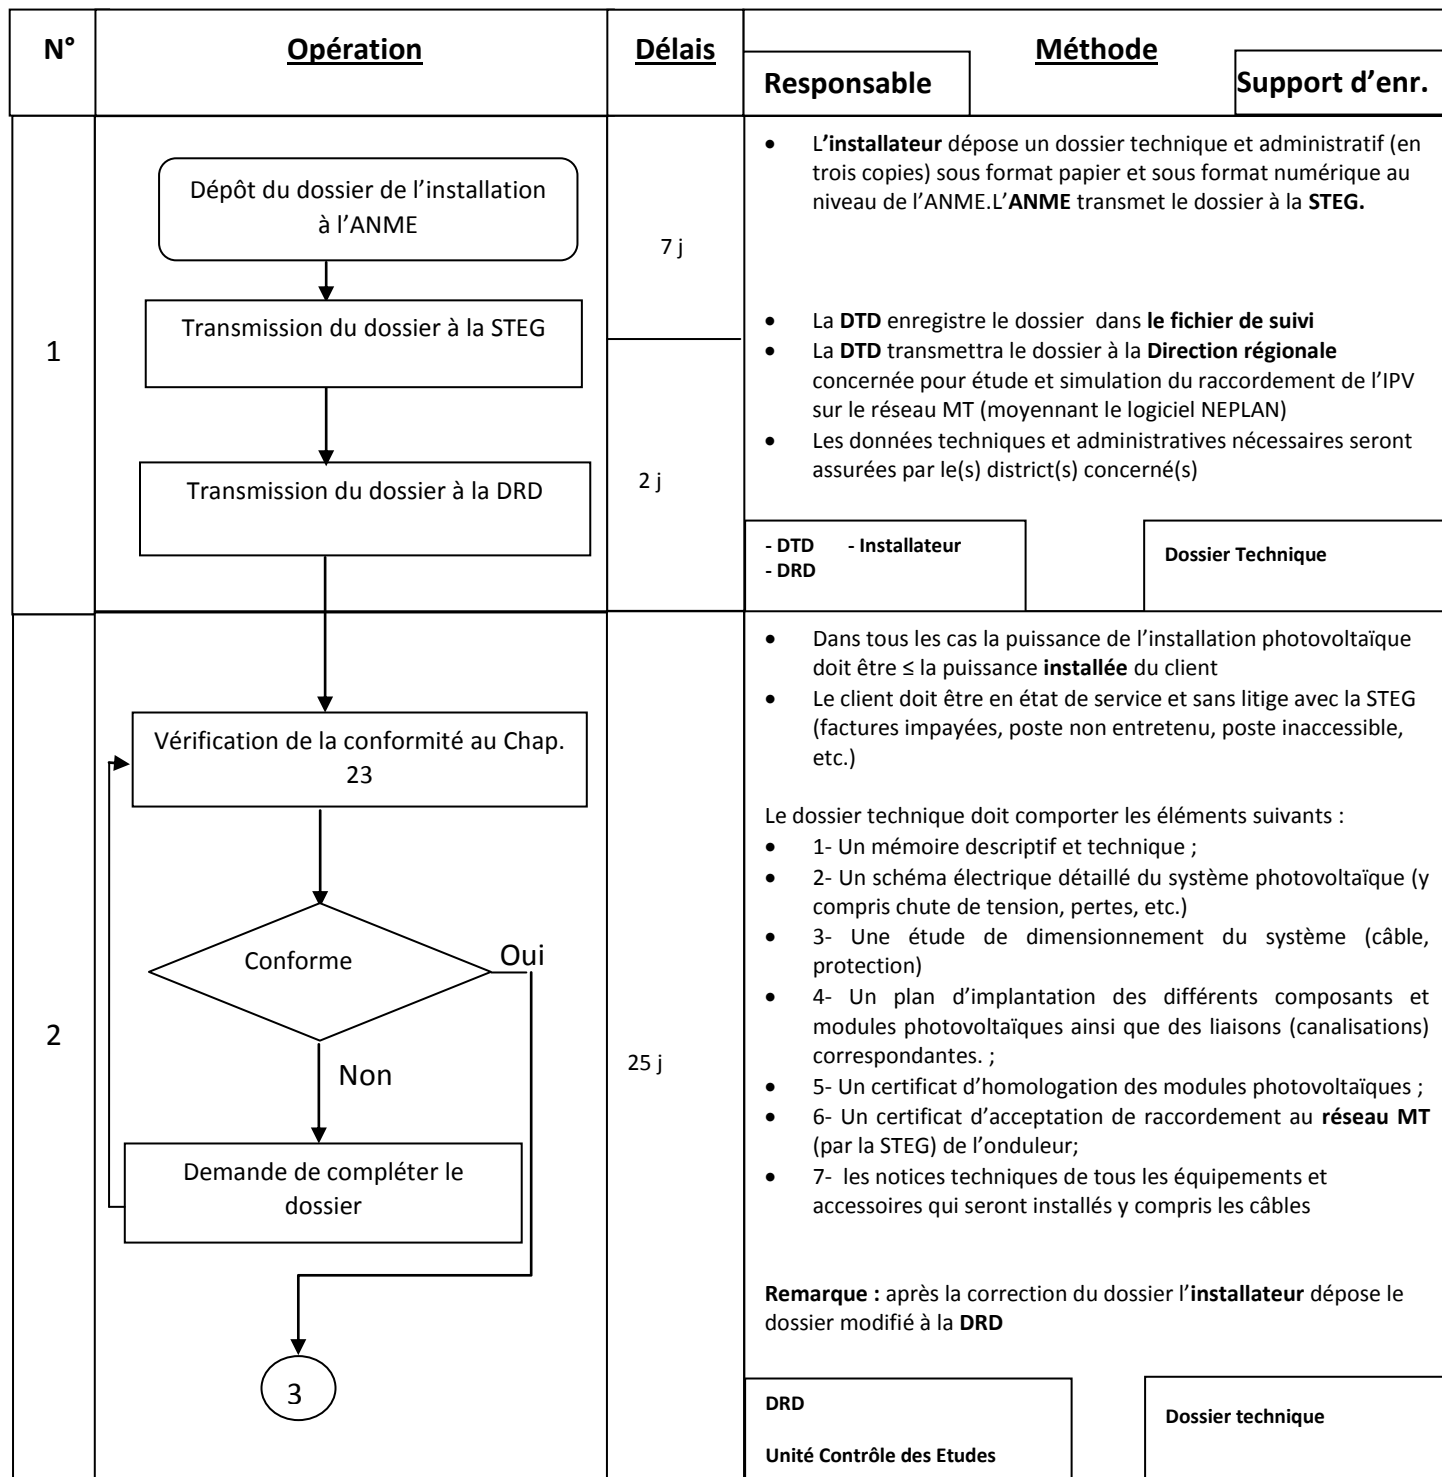 N°
Opération
Délais
Méthode
Responsable
Support d'enr.
1
Dépôt du dossier de l'installation
à l'ANME
Transmission du dossier à la STEG
Transmission du dossier à la DRD
7 j
2 j
• L'installateur dépose un dossier technique et administratif (en
trois copies) sous format papier et sous format numérique au
niveau de l'ANME.L'ANME transmet le dossier à la STEG.
• La DTD enregistre le dossier dans le fichier de suivi
• La DTD transmettra le dossier à la Direction régionale
concernée pour étude et simulation du raccordement de l'IPV
sur le réseau MT (moyennant le logiciel NEPLAN)
• Les données techniques et administratives nécessaires seront
assurées par le(s) district(s) concerné(s)
- DTD - Installateur
- DRD
Dossier Technique
2
Vérification de la conformité au Chap.
23
Conforme
Oui
Non
Demande de compléter le
dossier
3
25 j
• Dans tous les cas la puissance de l'installation photovoltaïque
doit être ≤ la puissance installée du client
• Le client doit être en état de service et sans litige avec la STEG
(factures impayées, poste non entretenu, poste inaccessible,
etc.)
Le dossier technique doit comporter les éléments suivants :
• 1- Un mémoire descriptif et technique ;
• 2- Un schéma électrique détaillé du système photovoltaïque (y
compris chute de tension, pertes, etc.)
• 3- Une étude de dimensionnement du système (câble,
protection)
• 4- Un plan d'implantation des différents composants et
modules photovoltaïques ainsi que des liaisons (canalisations)
correspondantes. ;
• 5- Un certificat d'homologation des modules photovoltaïques ;
• 6- Un certificat d'acceptation de raccordement au réseau MT
(par la STEG) de l'onduleur;
• 7- les notices techniques de tous les équipements et
accessoires qui seront installés y compris les câbles
Remarque : après la correction du dossier l'installateur dépose le
dossier modifié à la DRD
DRD
Unité Contrôle des Etudes
Dossier technique